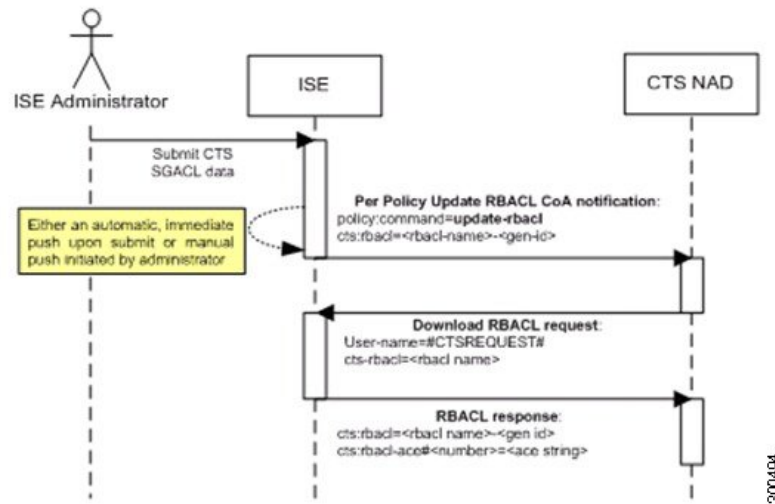 ISE Administrator
ISE
CTS NAD
Submit CTS
SGACL data
Either an automatic, immediate
push upon submit or manual
push initiated by administrator
Per Policy Update RBACL CoA notification:
policy:command=update-rbacl
cts:rbacl=<rbacl-name>-<gen-id>
Download RBACL request:
User-name=#CTSREQUEST#
cts-rbacl=<rbacl name>
RBACL response:
cts:rbacl=<rbacl name>-<gen id>
cts:rbacl-ace#<number>=<ace string>
300494